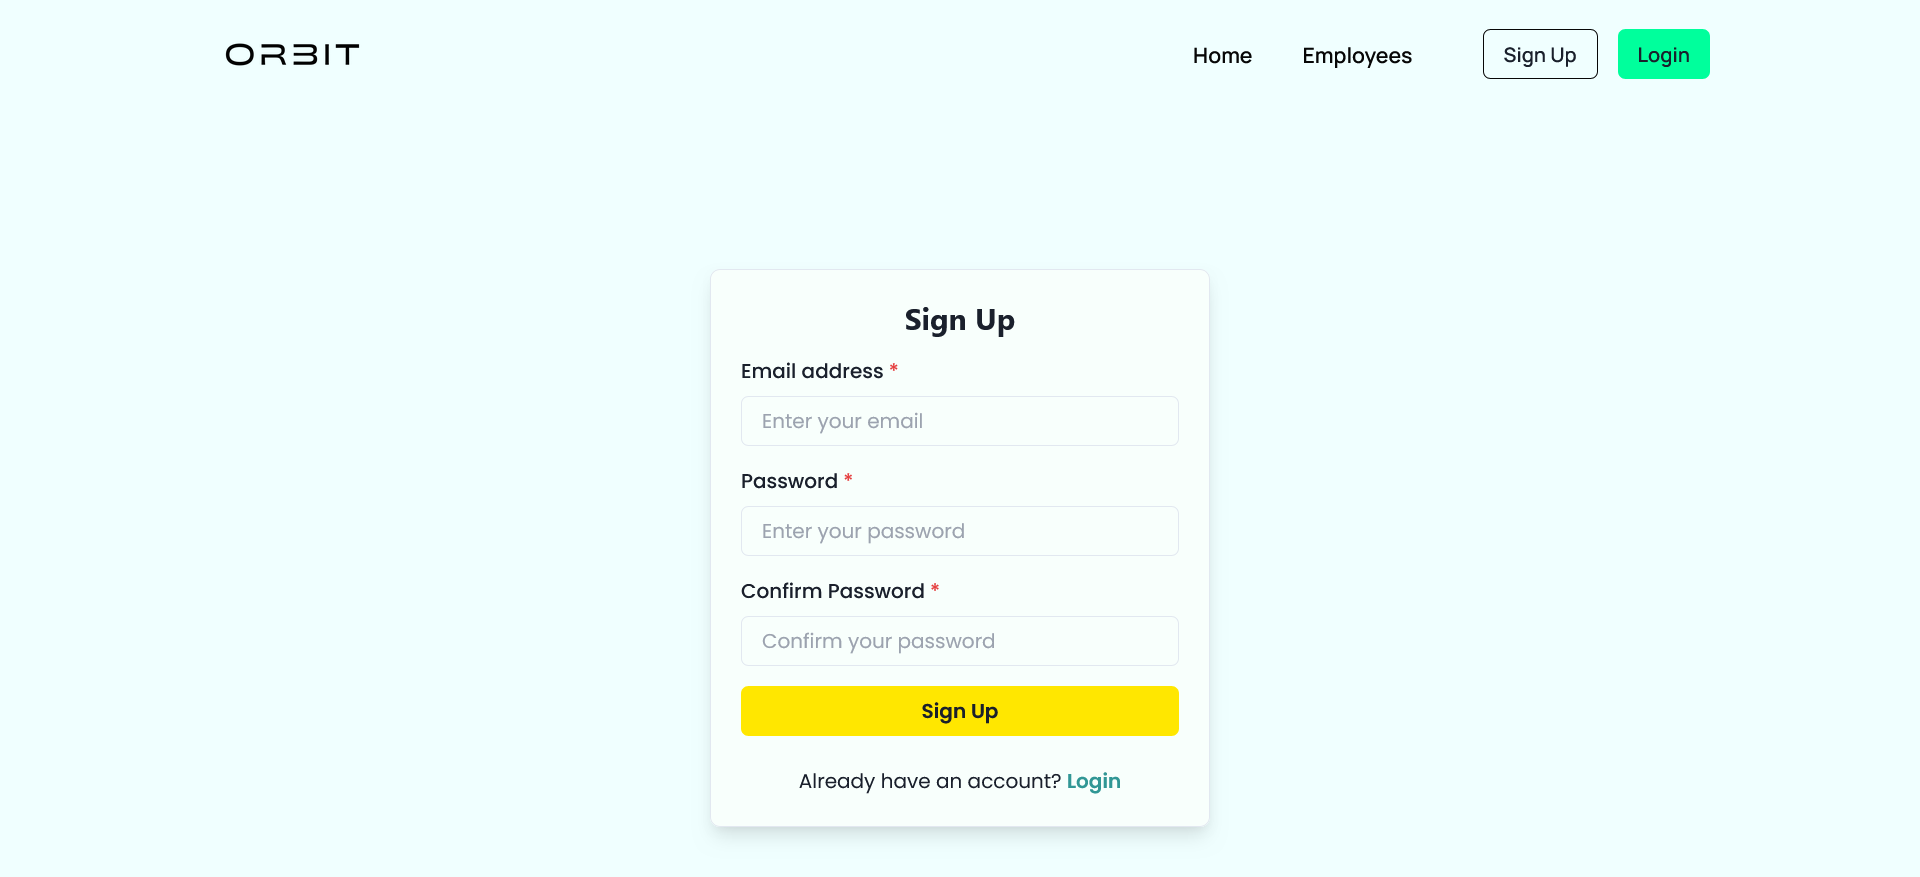 ORBIT
Home Employees Sign Up Login
Sign Up
Email address *
Enter your email
Password *
Enter your password
Confirm Password *
Confirm your password
Sign Up
Already have an account? Login